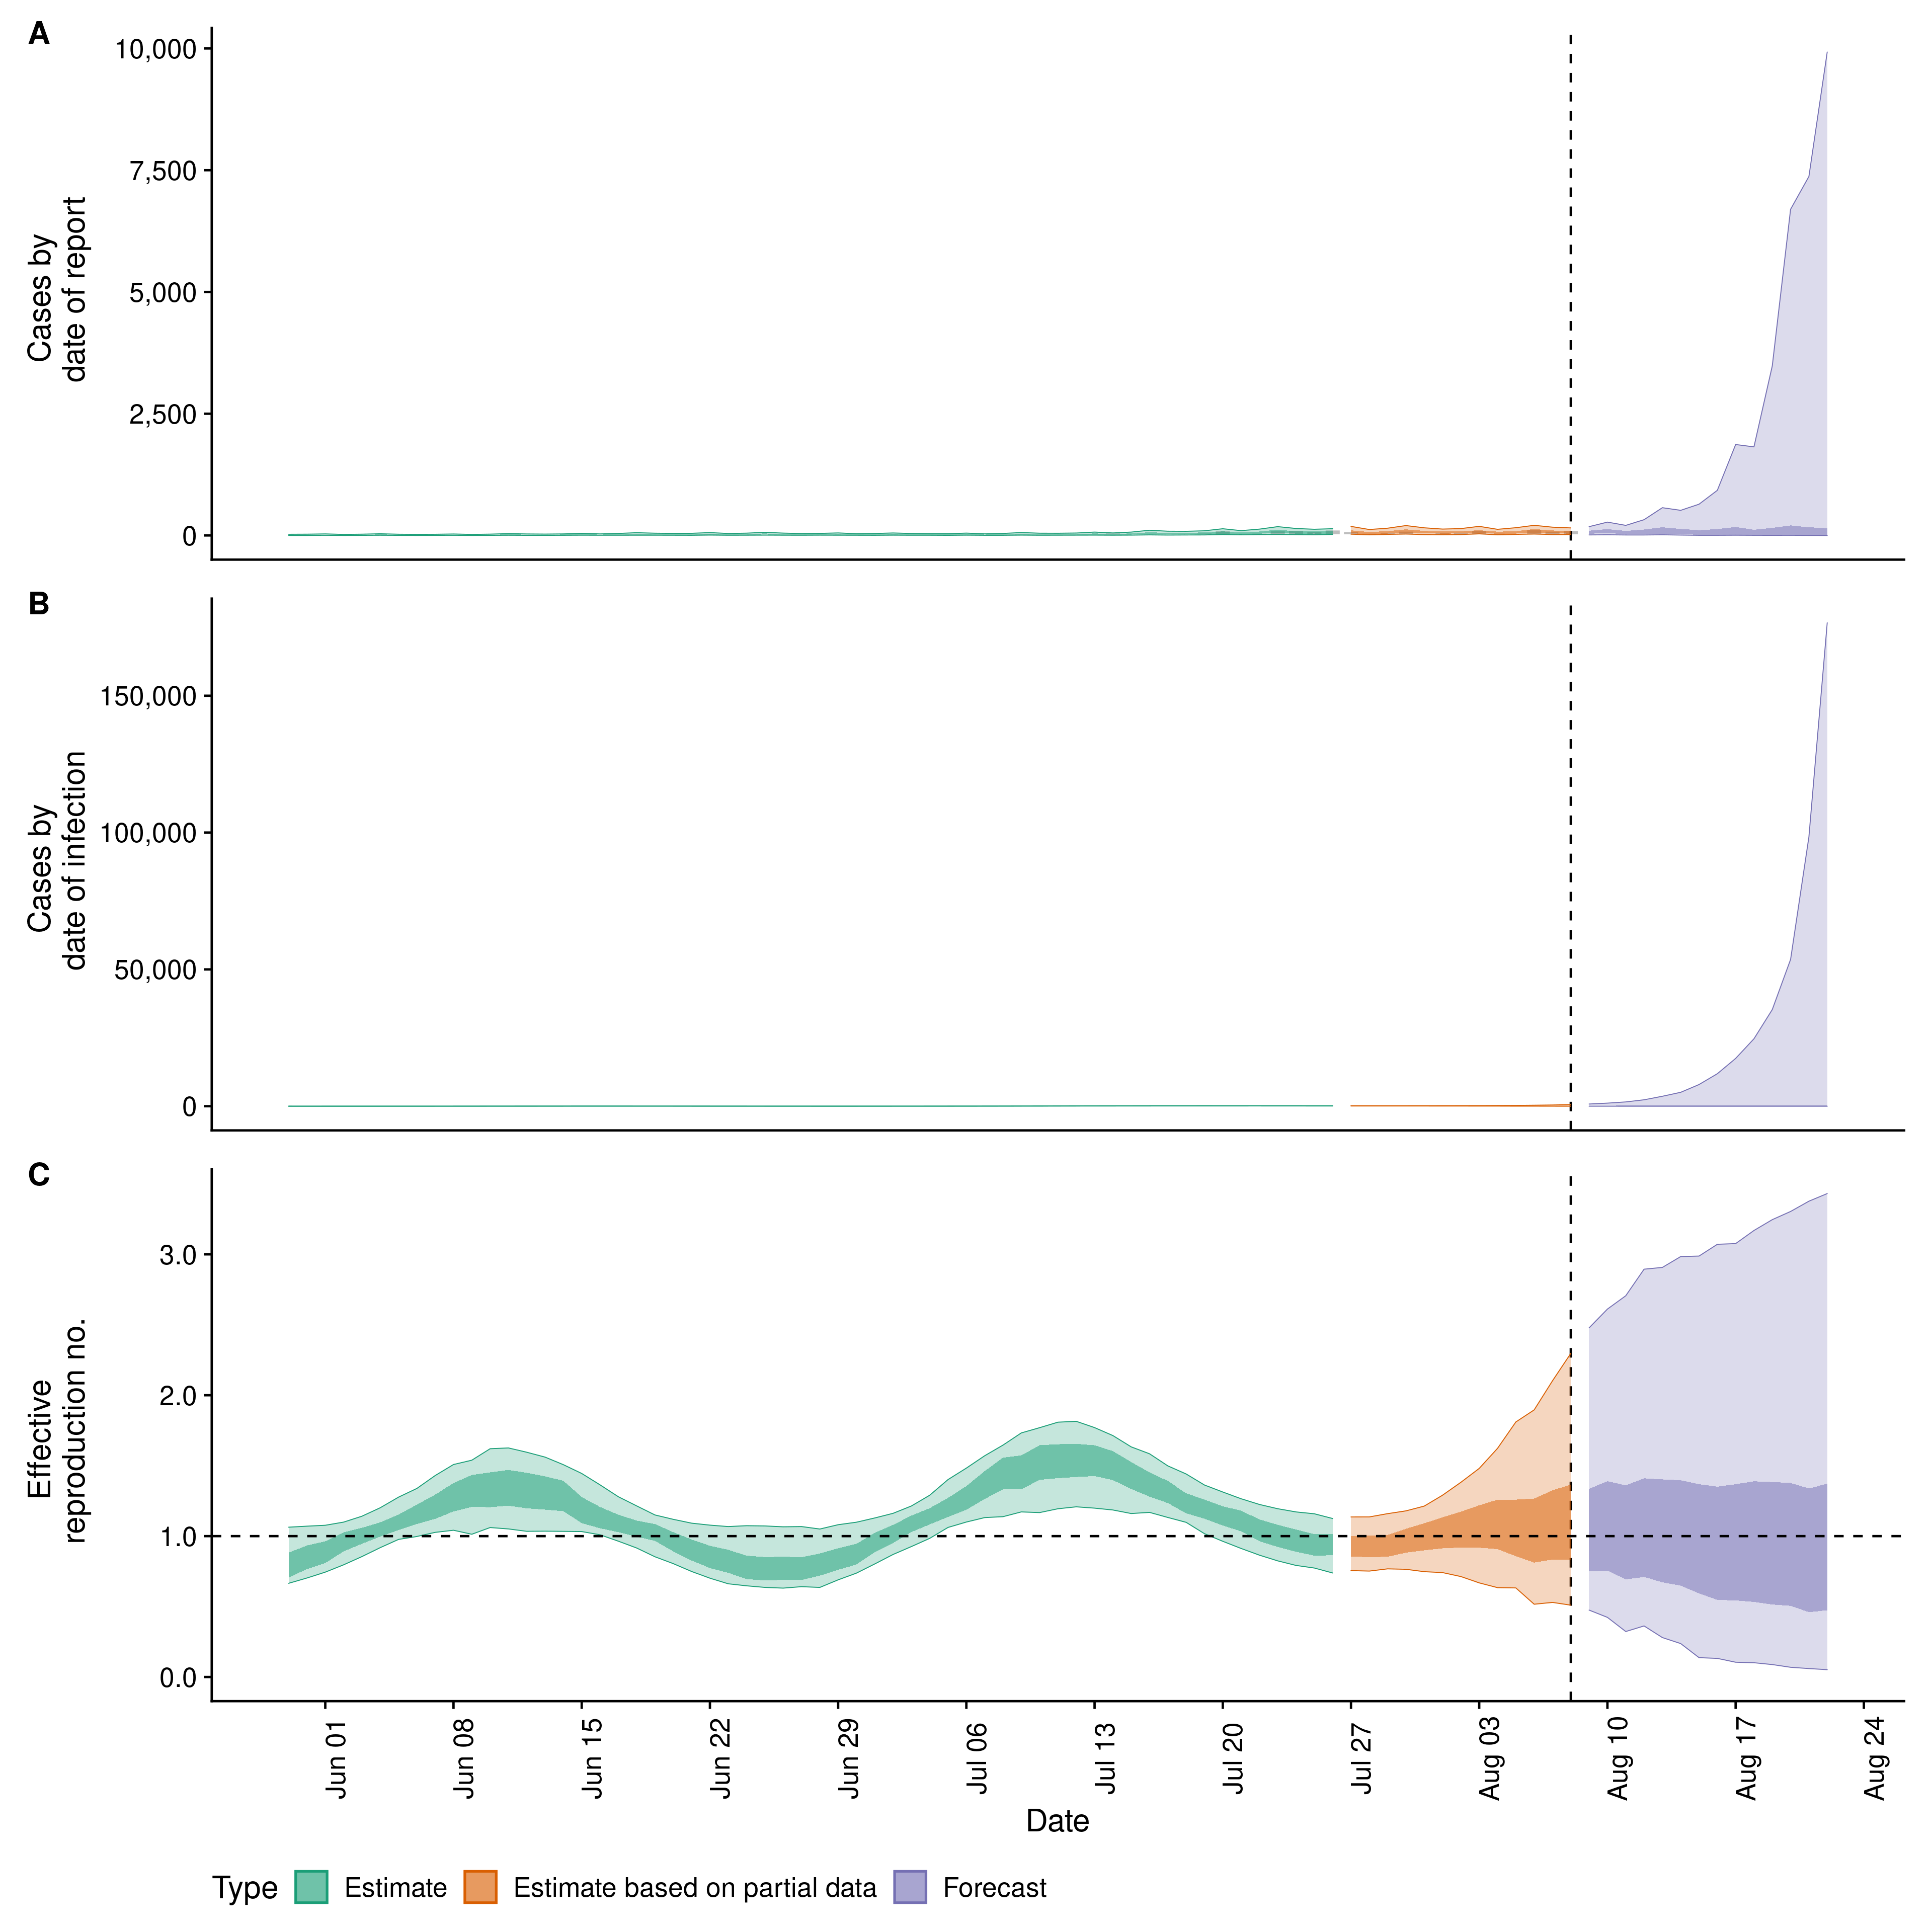 A
10,000
7,500
5,000
2,500
0
Cases by
date of report
B
150,000
100,000
50,000
0
Cases by
date of infection
C
3.0
2.0
1.0
0.0
Effective
reproduction no.
Jun 01
Jun 08
Jun 15
Jun 22
Jun 29
Jul 06
Jul 13
Jul 20
Jul 27
Aug 03
Aug 10
Aug 17
Aug 24
Date
Type Estimate Estimate based on partial data Forecast